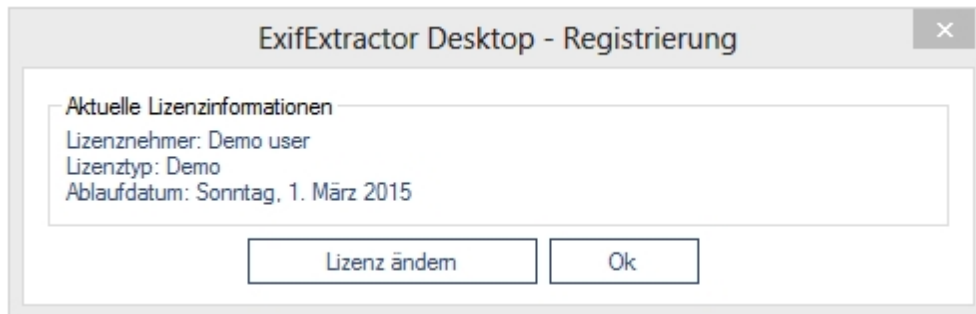 ExifExtractor Desktop - Registrierung
Aktuelle Lizenzinformationen
Lizenznehmer: Demo user
Lizenztyp: Demo
Ablaufdatum: Sonntag, 1. März 2015
Lizenz ändern
Ok